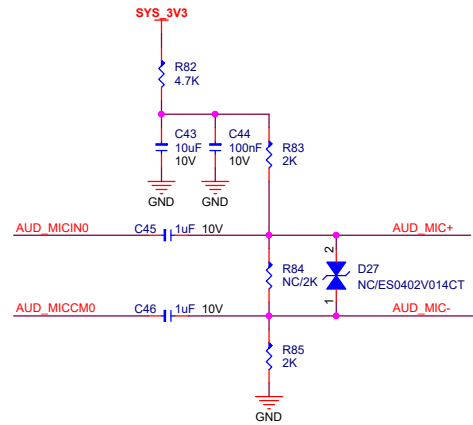 SYS_3V3
R82
4.7K
C43
10uF
10V
C44
100nF
10V
R83
2K
GND
GND
AUD_MICIN0
C45
1uF
10V
AUD_MIC+
R84
NC/2K
2
1
D27
NC/ES0402V014CT
AUD_MICCM0
C46
1uF
10V
AUD_MIC-
R85
2K
GND